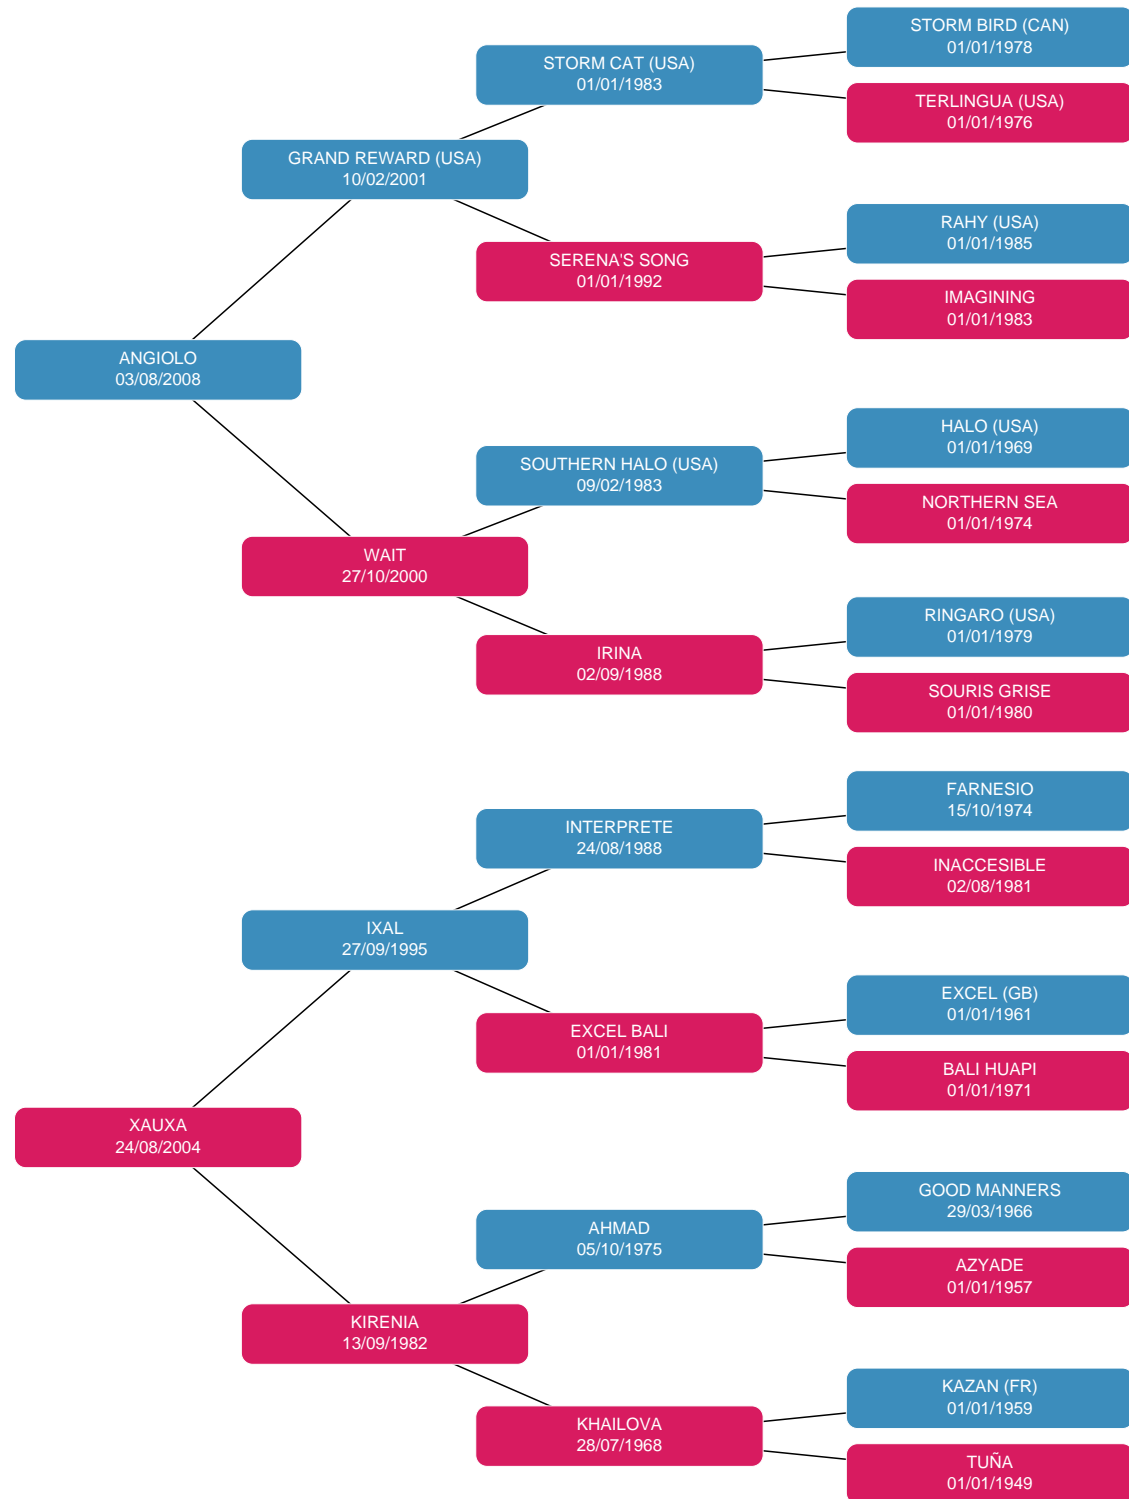 STORM BIRD (CAN)
01/01/1978
STORM CAT (USA)
01/01/1983
TERLINGUA (USA)
01/01/1976
GRAND REWARD (USA)
10/02/2001
RAHY (USA)
01/01/1985
SERENA'S SONG
01/01/1992
IMAGINING
01/01/1983
ANGIOLO
03/08/2008
HALO (USA)
01/01/1969
SOUTHERN HALO (USA)
09/02/1983
NORTHERN SEA
01/01/1974
WAIT
27/10/2000
RINGARO (USA)
01/01/1979
IRINA
02/09/1988
SOURIS GRISE
01/01/1980
FARNESIO
15/10/1974
INTERPRETE
24/08/1988
INACCESIBLE
02/08/1981
IXAL
27/09/1995
EXCEL (GB)
01/01/1961
EXCEL BALI
01/01/1981
BALI HUAPI
01/01/1971
XAUXA
24/08/2004
GOOD MANNERS
29/03/1966
AHMAD
05/10/1975
AZYADE
01/01/1957
KIRENIA
13/09/1982
KAZAN (FR)
01/01/1959
KHAILOVA
28/07/1968
TUÑA
01/01/1949